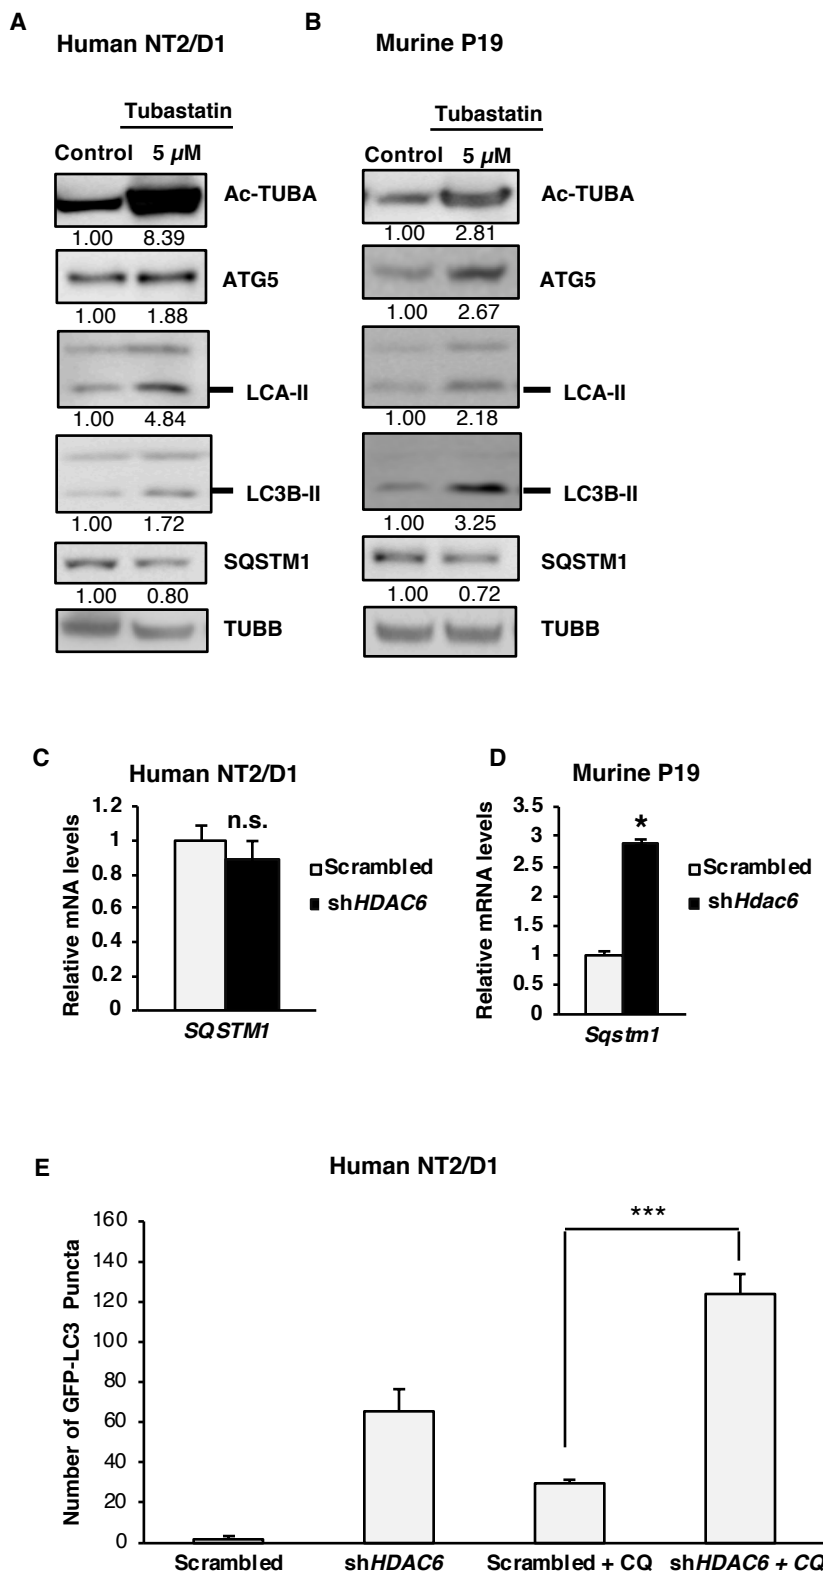 A
Human NT2/D1
Tubastatin
Control 5 µM
Ac-TUBA
1.00 8.39
ATG5
1.00 1.88
LCA-II
1.00 4.84
LC3B-II
1.00 1.72
SQSTM1
1.00 0.80
TUBB
B
Murine P19
Tubastatin
Control 5 µM
Ac-TUBA
1.00 2.81
ATG5
1.00 2.67
LCA-II
1.00 2.18
LC3B-II
1.00 3.25
SQSTM1
1.00 0.72
TUBB
C
Human NT2/D1
Relative mNA levels
1.2
1
0.8
0.6
0.4
0.2
0
n.s.
Scrambled
shHDAC6
SQSTM1
D
Murine P19
Relative mRNA levels
3.5
3
2.5
2
1.5
1
0.5
0
*
Scrambled
shHdac6
Sqstm1
E
Human NT2/D1
Number of GFP-LC3 Puncta
160
140
120
100
80
60
40
20
0
***
Scrambled shHDAC6 Scrambled + CQ shHDAC6 + CQ